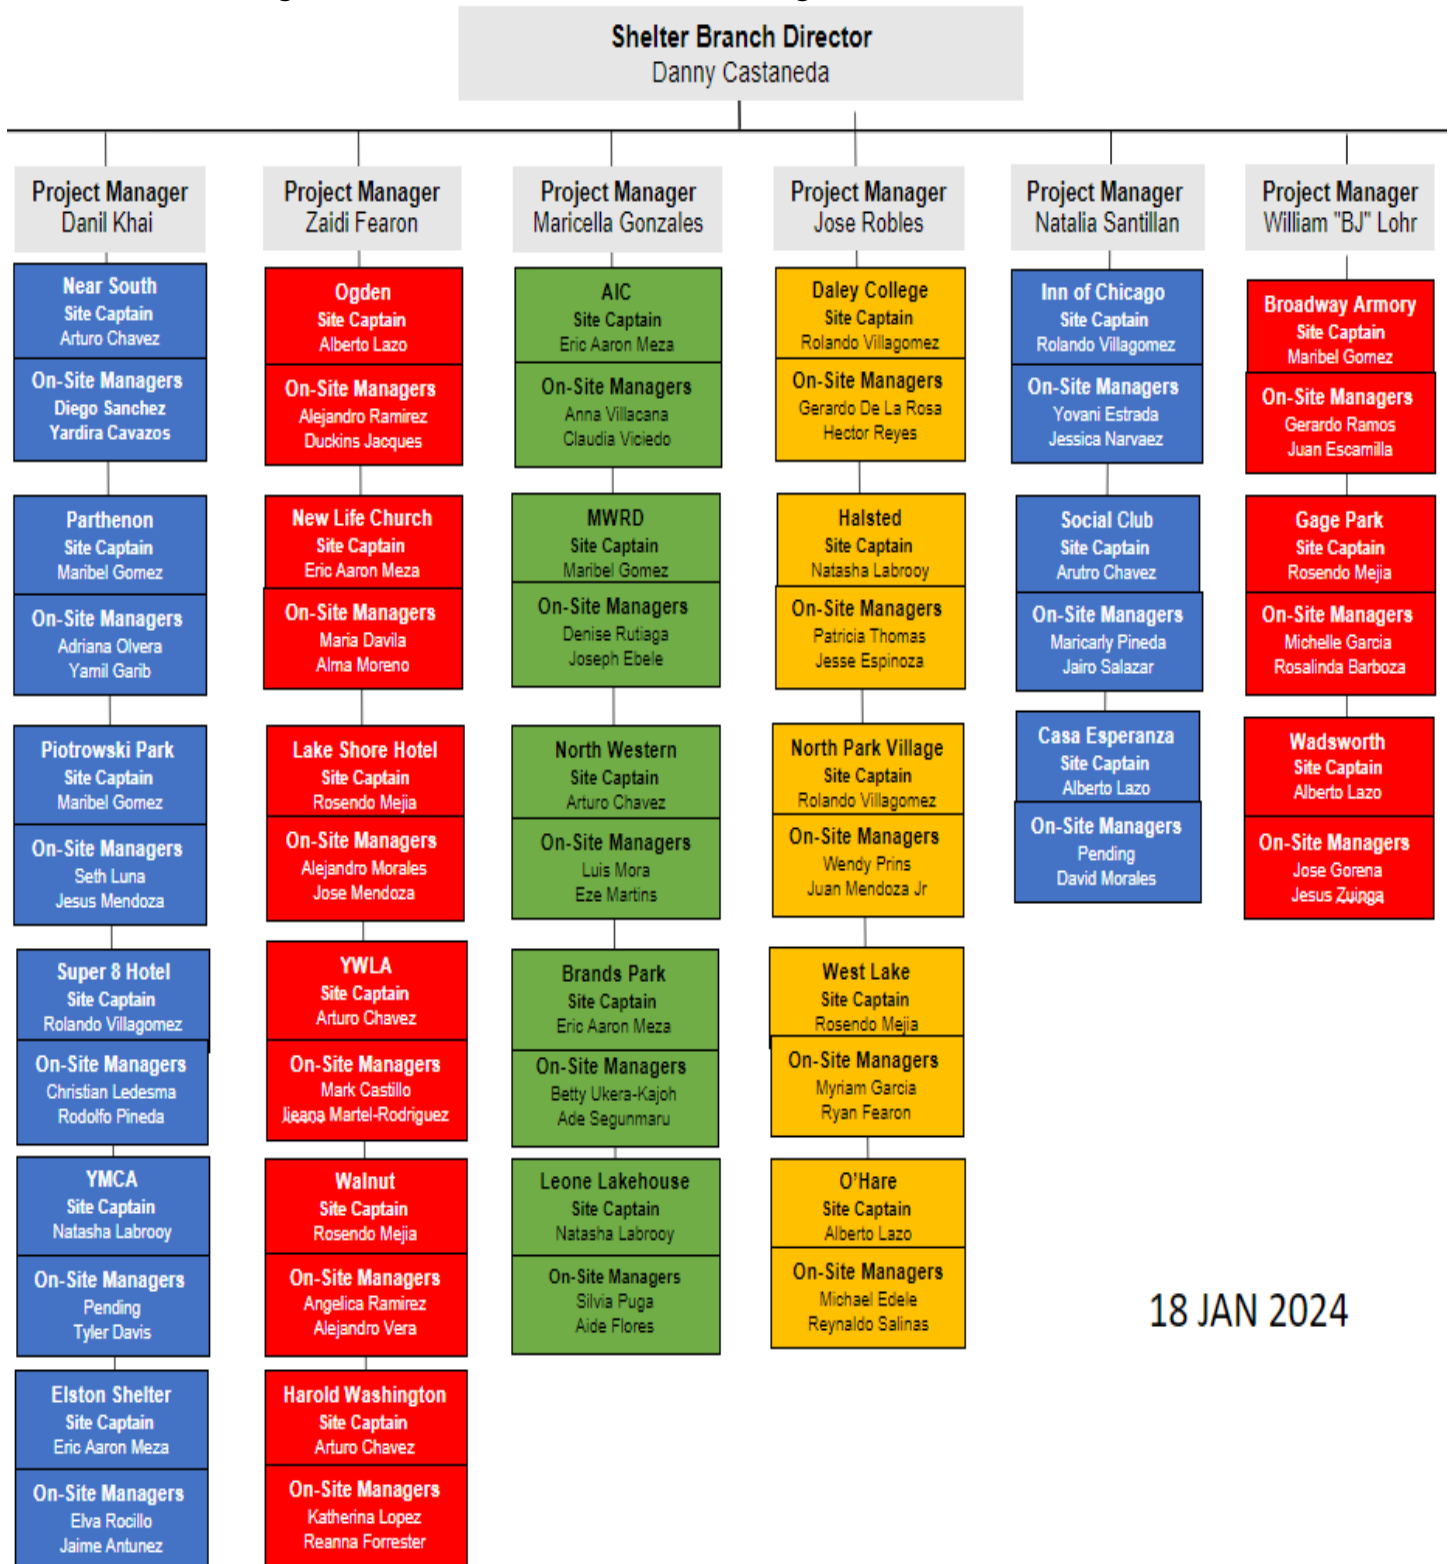 Shelter Branch Director
Danny Castaneda
Project Manager
Danil Khai
Near South
Site Captain
Arturo Chavez
On-Site Managers
Diego Sanchez
Yardira Cavazos
Parthenon
Site Captain
Maribel Gomez
On-Site Managers
Adriana Olvera
Yamil Garib
Piotrowski Park
Site Captain
Maribel Gomez
On-Site Managers
Seth Luna
Jesus Mendoza
Super 8 Hotel
Site Captain
Rolando Villagomez
On-Site Managers
Christian Ledesma
Rodolfo Pineda
YMCA
Site Captain
Natasha Labrooy
On-Site Managers
Pending
Tyler Davis
Elston Shelter
Site Captain
Eric Aaron Meza
On-Site Managers
Elva Rocillo
Jaime Antunez
Project Manager
Zaidi Fearon
Ogden
Site Captain
Alberto Lazo
On-Site Managers
Alejandro Ramirez
Duckins Jacques
New Life Church
Site Captain
Eric Aaron Meza
On-Site Managers
Maria Davila
Alma Moreno
Lake Shore Hotel
Site Captain
Rosendo Mejia
On-Site Managers
Alejandro Morales
Jose Mendoza
YWLA
Site Captain
Arturo Chavez
On-Site Managers
Mark Castillo
Ileana Martel-Rodriguez
Walnut
Site Captain
Rosendo Mejia
On-Site Managers
Angelica Ramirez
Alejandro Vera
Harold Washington
Site Captain
Arturo Chavez
On-Site Managers
Katherina Lopez
Reanna Forrester
Project Manager
Maricella Gonzales
AIC
Site Captain
Eric Aaron Meza
On-Site Managers
Anna Villacana
Claudia Viciedo
MWRD
Site Captain
Maribel Gomez
On-Site Managers
Denise Rutiaga
Joseph Ebele
North Western
Site Captain
Arturo Chavez
On-Site Managers
Luis Mora
Eze Martins
Brands Park
Site Captain
Eric Aaron Meza
On-Site Managers
Betty Ukera-Kajoh
Ade Segunmaru
Leone Lakehouse
Site Captain
Natasha Labrooy
On-Site Managers
Silvia Puga
Aide Flores
Project Manager
Jose Robles
Daley College
Site Captain
Rolando Villagomez
On-Site Managers
Gerardo De La Rosa
Hector Reyes
Halsted
Site Captain
Natasha Labrooy
On-Site Managers
Patricia Thomas
Jesse Espinoza
North Park Village
Site Captain
Rolando Villagomez
On-Site Managers
Wendy Prins
Juan Mendoza Jr
West Lake
Site Captain
Rosendo Mejia
On-Site Managers
Myriam Garcia
Ryan Fearon
O'Hare
Site Captain
Alberto Lazo
On-Site Managers
Michael Edele
Reynaldo Salinas
Project Manager
Natalia Santillan
Inn of Chicago
Site Captain
Rolando Villagomez
On-Site Managers
Yovani Estrada
Jessica Narvaez
Social Club
Site Captain
Arutro Chavez
On-Site Managers
Maricarly Pineda
Jairo Salazar
Casa Esperanza
Site Captain
Alberto Lazo
On-Site Managers
Pending
David Morales
Project Manager
William "BJ" Lohr
Broadway Armory
Site Captain
Maribel Gomez
On-Site Managers
Gerardo Ramos
Juan Escamilla
Gage Park
Site Captain
Rosendo Mejia
On-Site Managers
Michelle Garcia
Rosalinda Barboza
Wadsworth
Site Captain
Alberto Lazo
On-Site Managers
Jose Gorena
Jesus Zuinga
18 JAN 2024